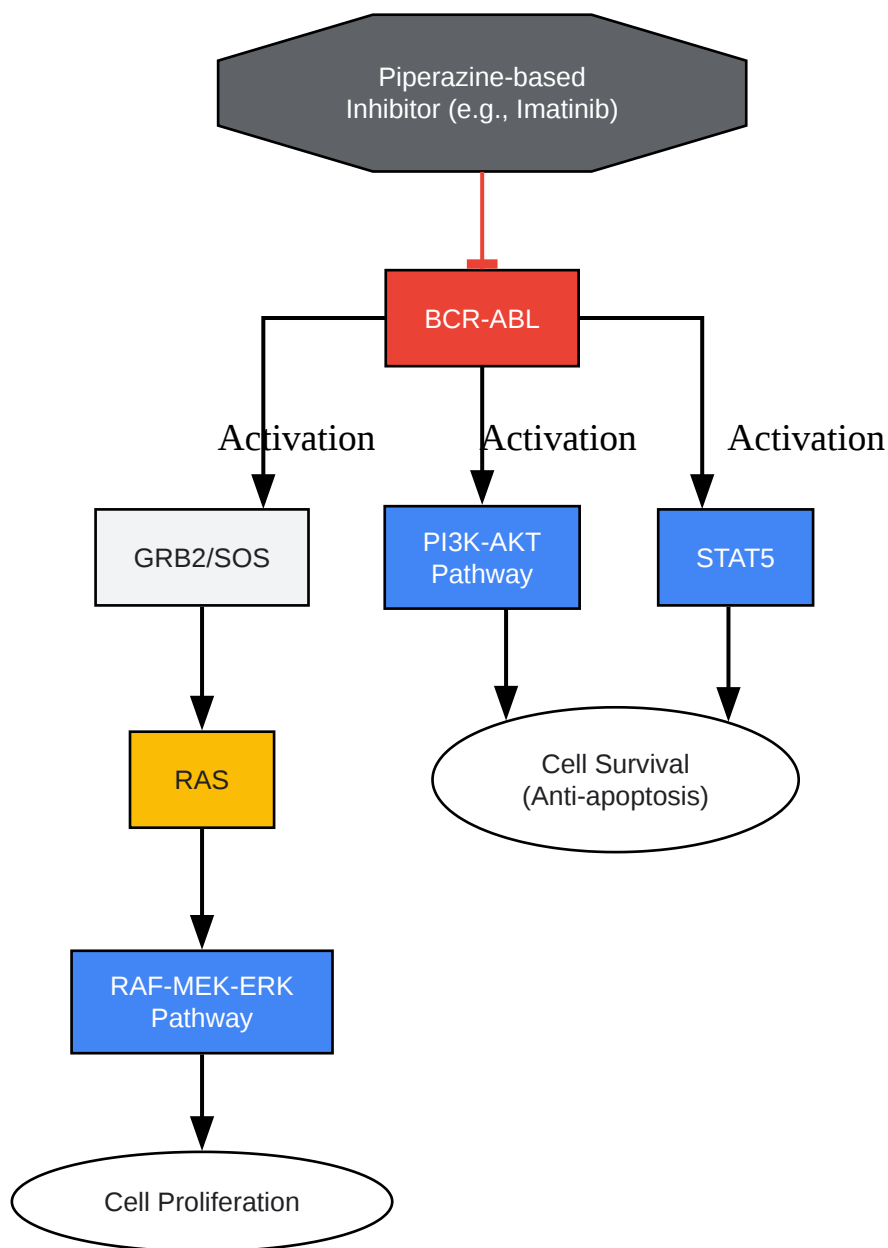 Piperazine-based
Inhibitor (e.g., Imatinib)
BCR-ABL
Activation
Activation
Activation
GRB2/SOS
PI3K-AKT
Pathway
STAT5
RAS
Cell Survival
(Anti-apoptosis)
RAF-MEK-ERK
Pathway
Cell Proliferation